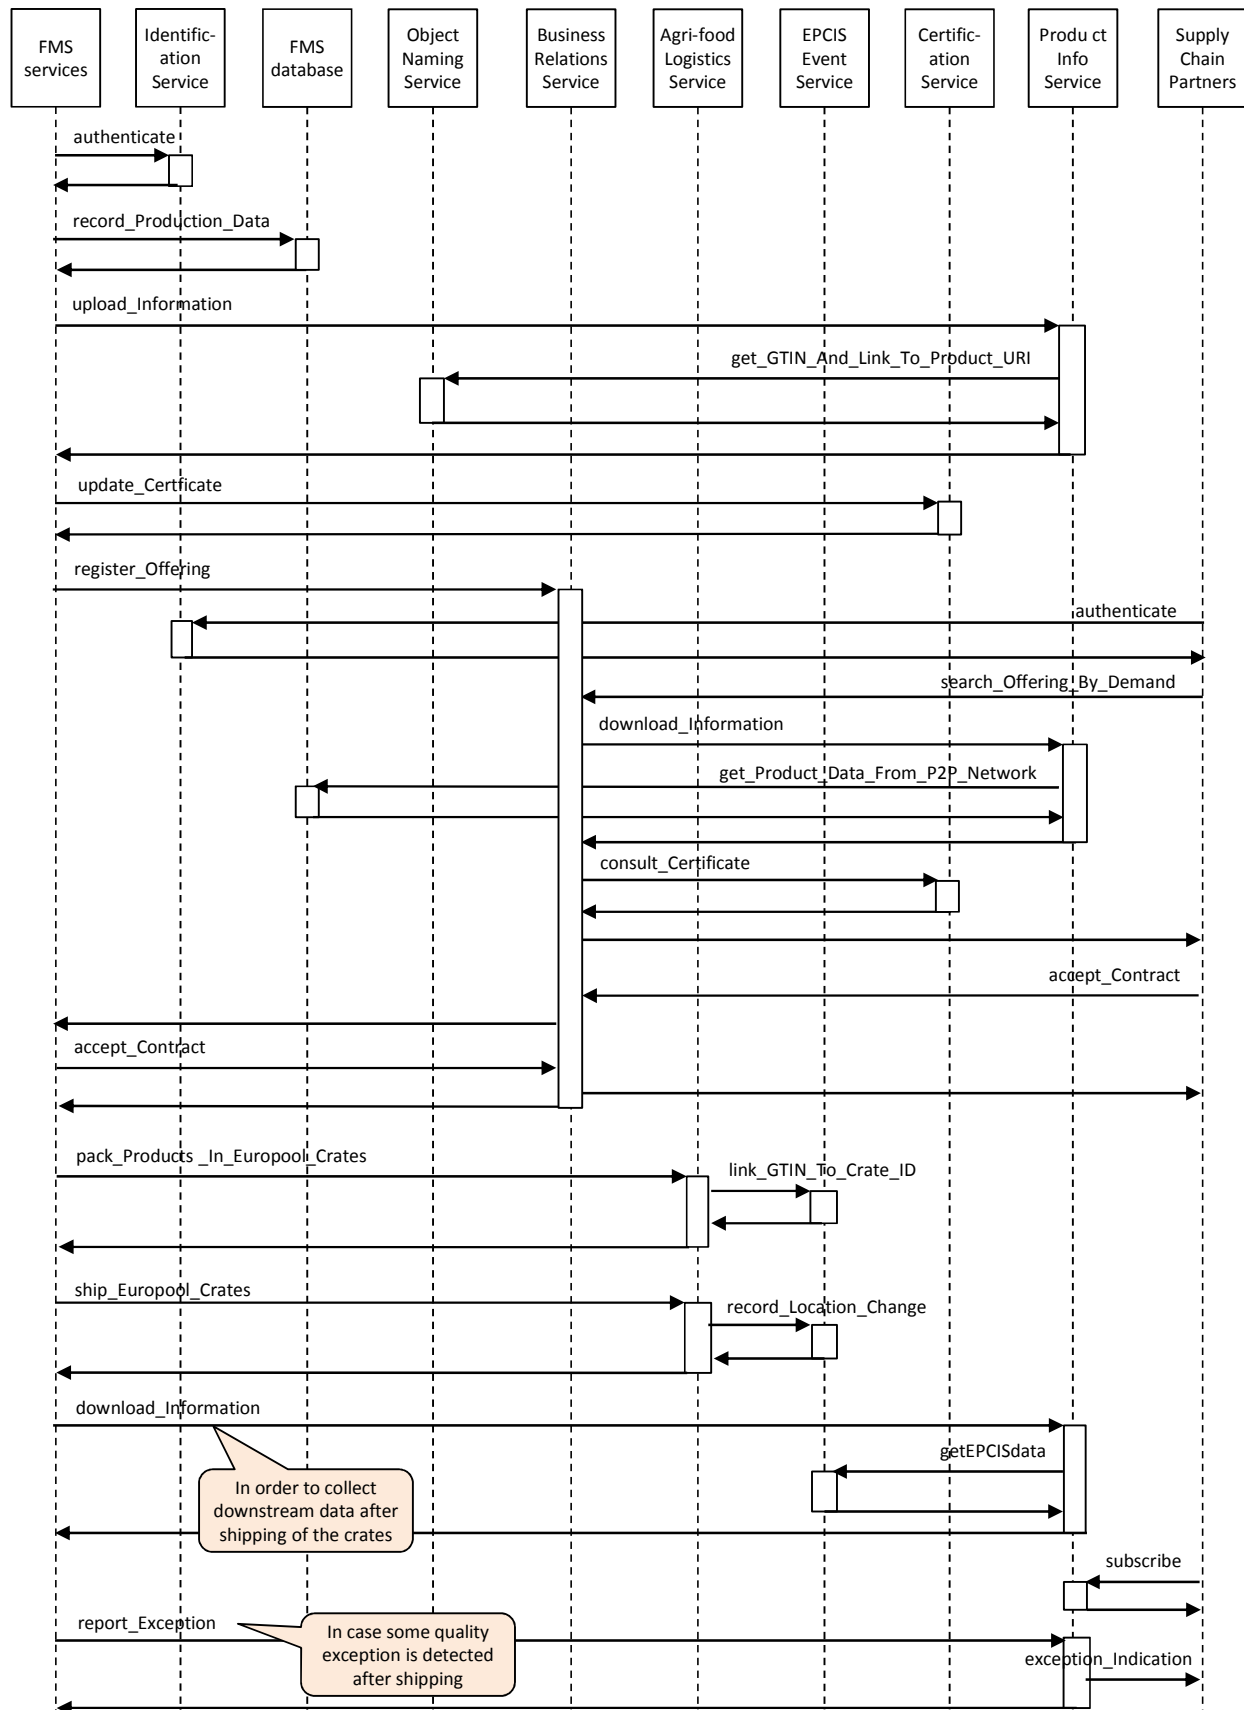 FMS
services
Identific-
ation
Service
FMS
database
Object
Naming
Service
Business
Relations
Service
Agri-food
Logistics
Service
EPCIS
Event
Service
Certific-
ation
Service
Produ ct
Info
Service
Supply
Chain
Partners
authenticate
record_Production_Data
upload_Information
get_GTIN_And_Link_To_Product_URI
update_Certficate
register_Offering
authenticate
search_Offering_By_Demand
download_Information
get_Product_Data_From_P2P_Network
consult_Certificate
accept_Contract
accept_Contract
pack_Products _In_Europool_Crates
link_GTIN_To_Crate_ID
ship_Europool_Crates
record_Location_Change
download_Information
getEPCISdata
In order to collect
downstream data after
shipping of the crates
subscribe
report_Exception
In case some quality
exception is detected
after shipping
exception_Indication